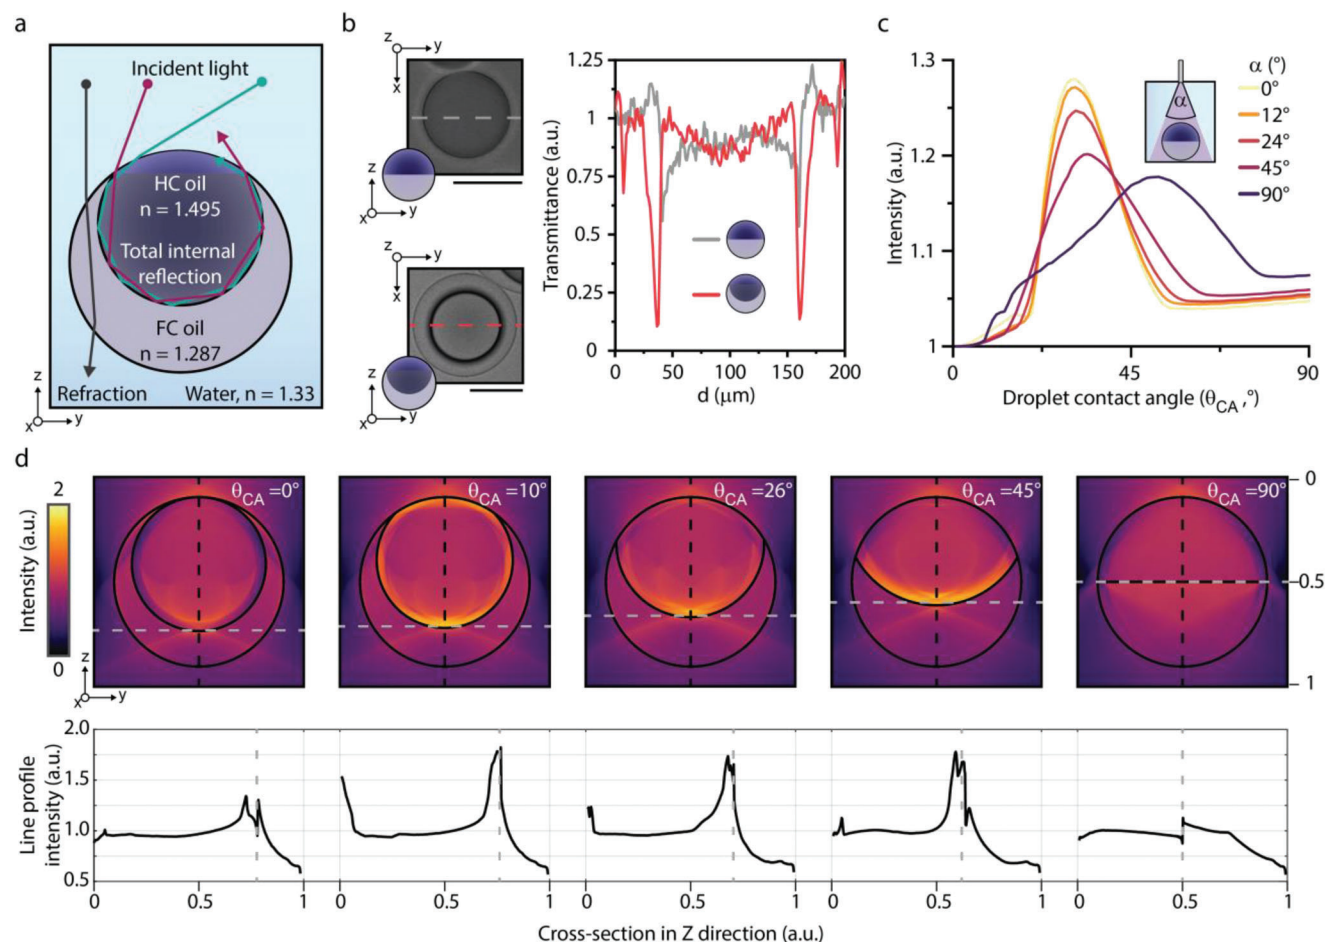 a
Incident light
HC oil
n = 1.495
Total internal
reflection
FC oil
n = 1.287
Refraction
Water, n = 1.33
z
x
y
b
z
y
x
z
x
y
z
y
x
z
x
y
Transmittance (a.u.)
1.25
1.00
0.75
0.5
0.25
0
0
50
100
150
200
d (μm)
c
Intensity (a.u.)
1.3
1.2
1.1
1
0
45
90
Droplet contact angle (θCA ,°)
α
α (°)
0°
12°
24°
45°
90°
d
Intensity (a.u.)
2
0
z
x
y
θCA =0°
θCA =10°
θCA =26°
θCA =45°
θCA =90°
0
0.5
1
Line profile
intensity (a.u.)
2.0
1.5
1.0
0.5
0 0.5 1
0 0.5 1
0 0.5 1
0 0.5 1
0 0.5 1
Cross-section in Z direction (a.u.)